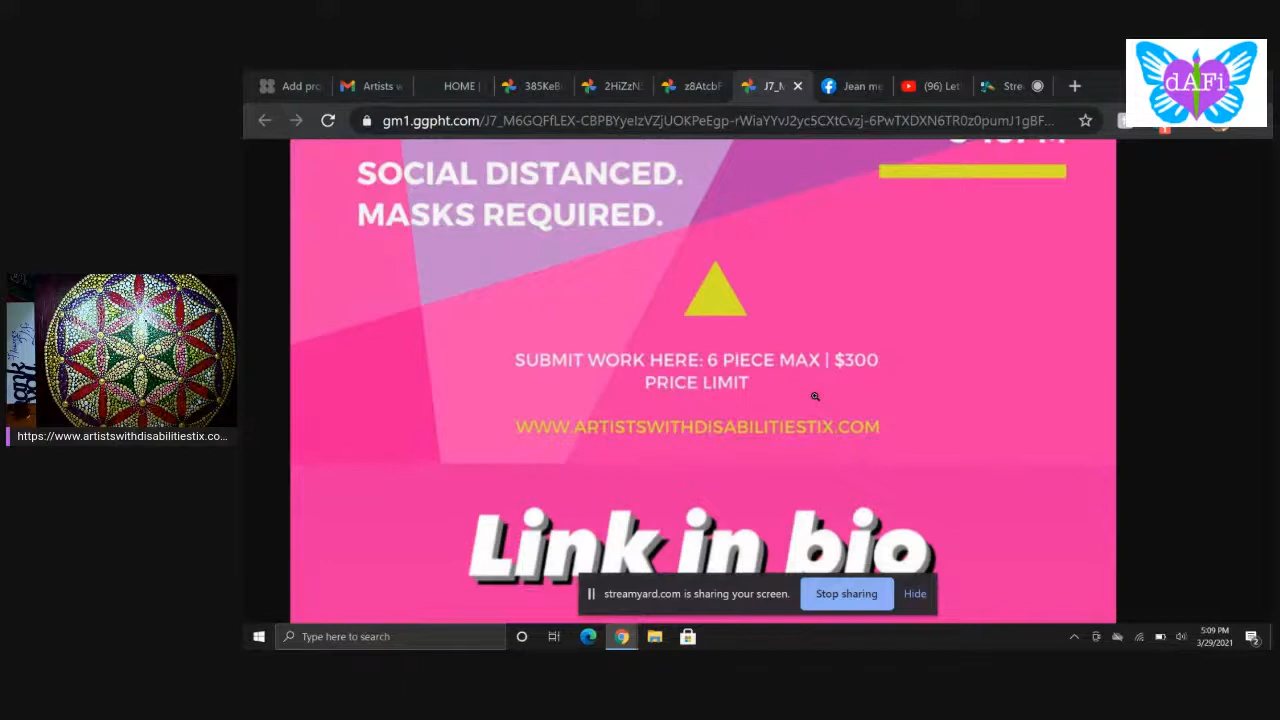 Add pro
Artists w
HOME |
385KeB
2HiZzN
z8AtcbF
J7_M
Jean me
(96) Let
Stre
gm1.ggpht.com/J7_M6GQFfLEX-CBPBYyeIzVZjUOKPeEgp-rWiaYYvJ2yc5CXtCvzj-6PwTXDXN6TR0z0pumJ1gBF...
dAFi
SOCIAL DISTANCED.
MASKS REQUIRED.
SUBMIT WORK HERE: 6 PIECE MAX | $300
PRICE LIMIT
WWW.ARTISTSWITHDISABILITIESTIX.COM
https://www.artistswithdisabilitiestix.co...
Link in bio
streamyard.com is sharing your screen.
Stop sharing
Hide
Type here to search
5:09 PM
3/29/2021
2